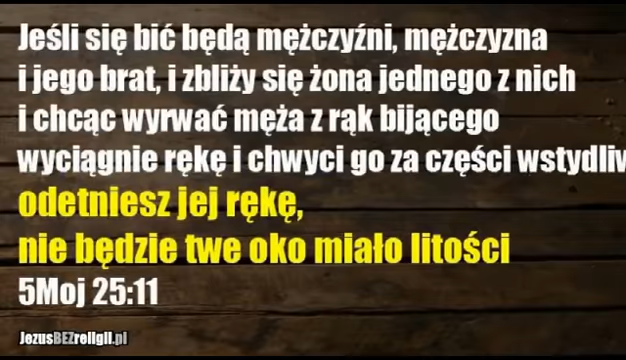 Jeśli się bić będą mężczyźni, mężczyzna
i jego brat, i zbliży się żona jednego z nich
i chcąc wyrwać męża z rąk bijącego
wyciągnie rękę i chwyci go za części wstydliw
odetniesz jej rękę,
nie będzie twe oko miało litości
5Moj 25:11
JezusBEZreligii.pl